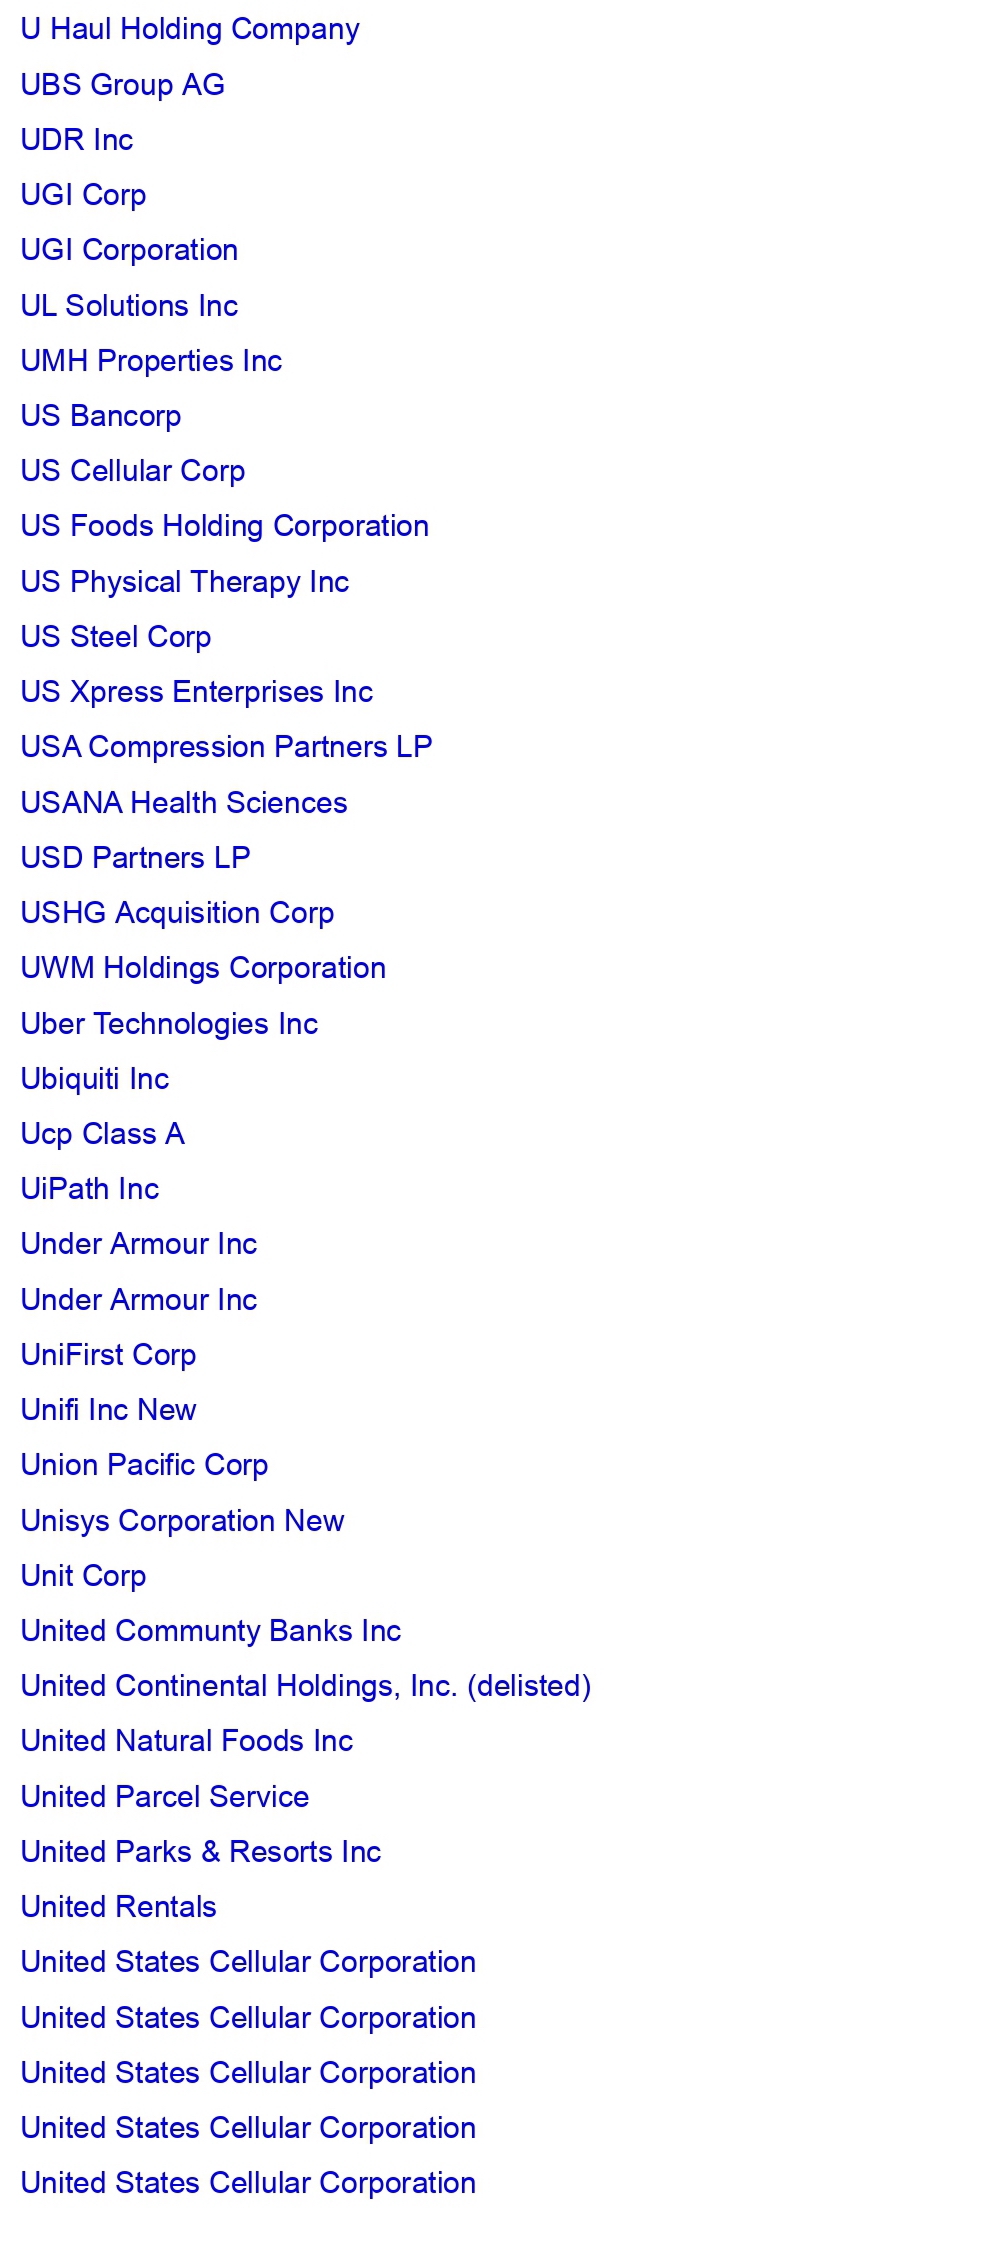 U Haul Holding Company
UBS Group AG
UDR Inc
UGI Corp
UGI Corporation
UL Solutions Inc
UMH Properties Inc
US Bancorp
US Cellular Corp
US Foods Holding Corporation
US Physical Therapy Inc
US Steel Corp
US Xpress Enterprises Inc
USA Compression Partners LP
USANA Health Sciences
USD Partners LP
USHG Acquisition Corp
UWM Holdings Corporation
Uber Technologies Inc
Ubiquiti Inc
Ucp Class A
UiPath Inc
Under Armour Inc
Under Armour Inc
UniFirst Corp
Unifi Inc New
Union Pacific Corp
Unisys Corporation New
Unit Corp
United Communty Banks Inc
United Continental Holdings, Inc. (delisted)
United Natural Foods Inc
United Parcel Service
United Parks & Resorts Inc
United Rentals
United States Cellular Corporation
United States Cellular Corporation
United States Cellular Corporation
United States Cellular Corporation
United States Cellular Corporation